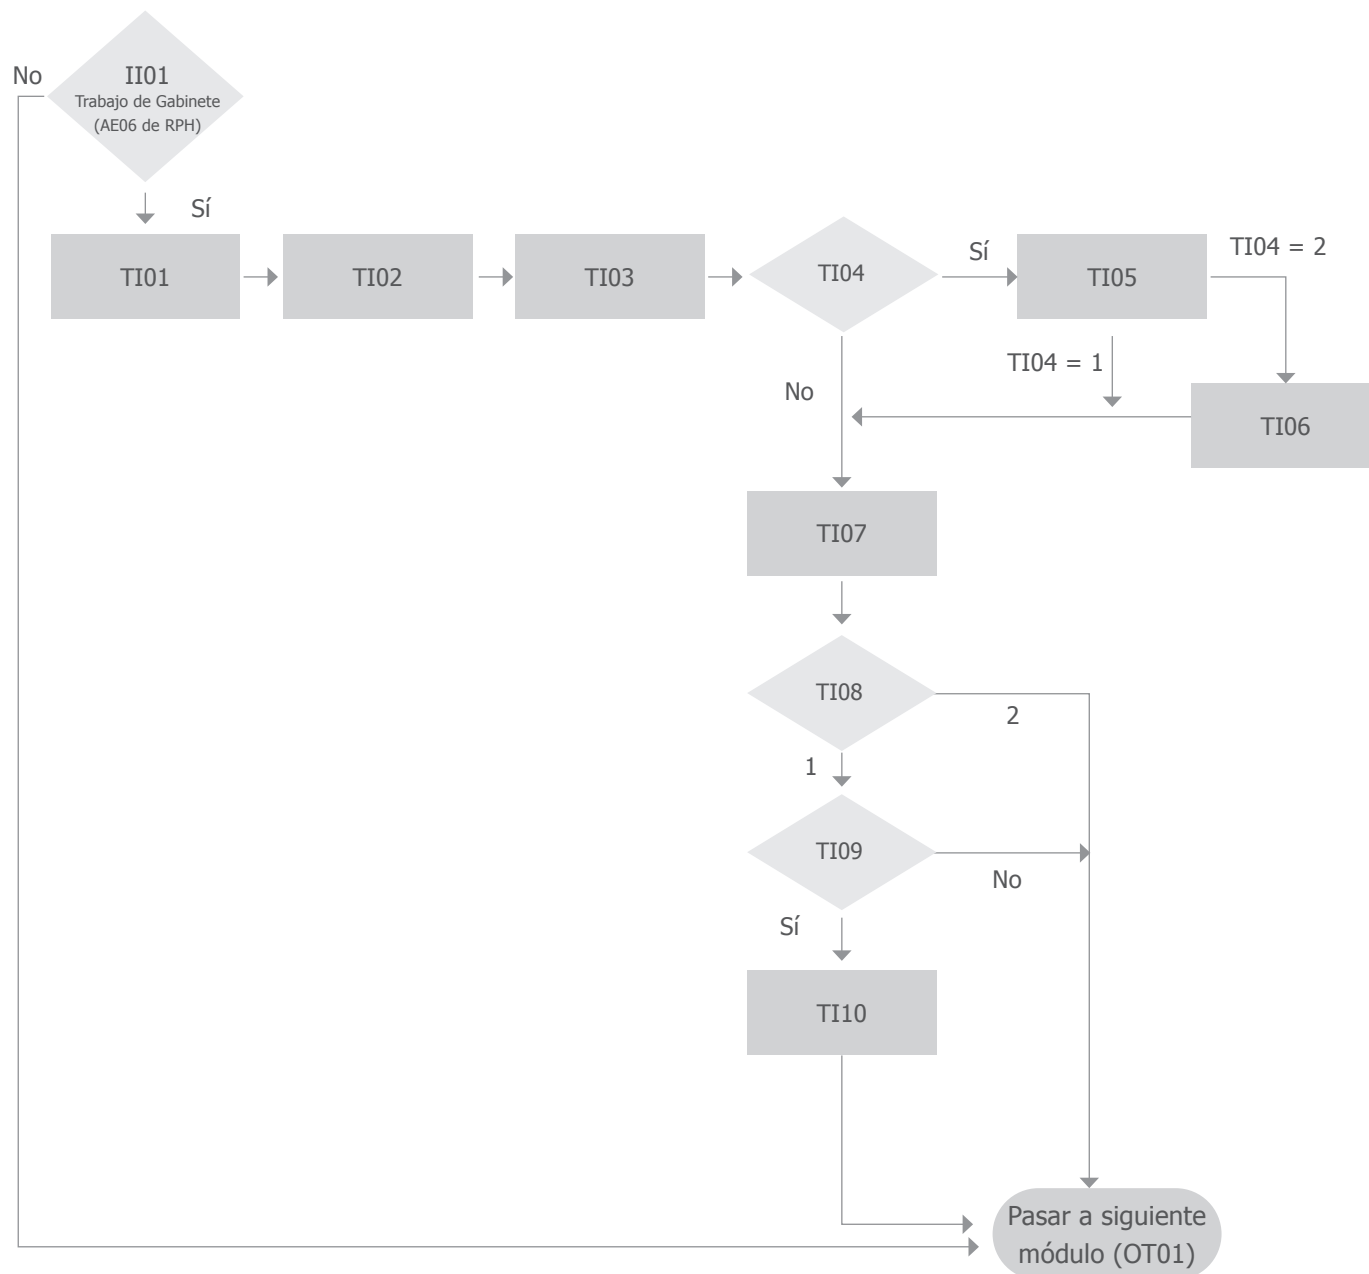 No
II01
Trabajo de Gabinete
(AE06 de RPH)
Sí
TI01
TI02
TI03
TI04
Sí
TI05
TI04 = 2
TI04 = 1
No
TI06
TI07
TI08
2
1
TI09
No
Sí
TI10
Pasar a siguiente
módulo (OT01)